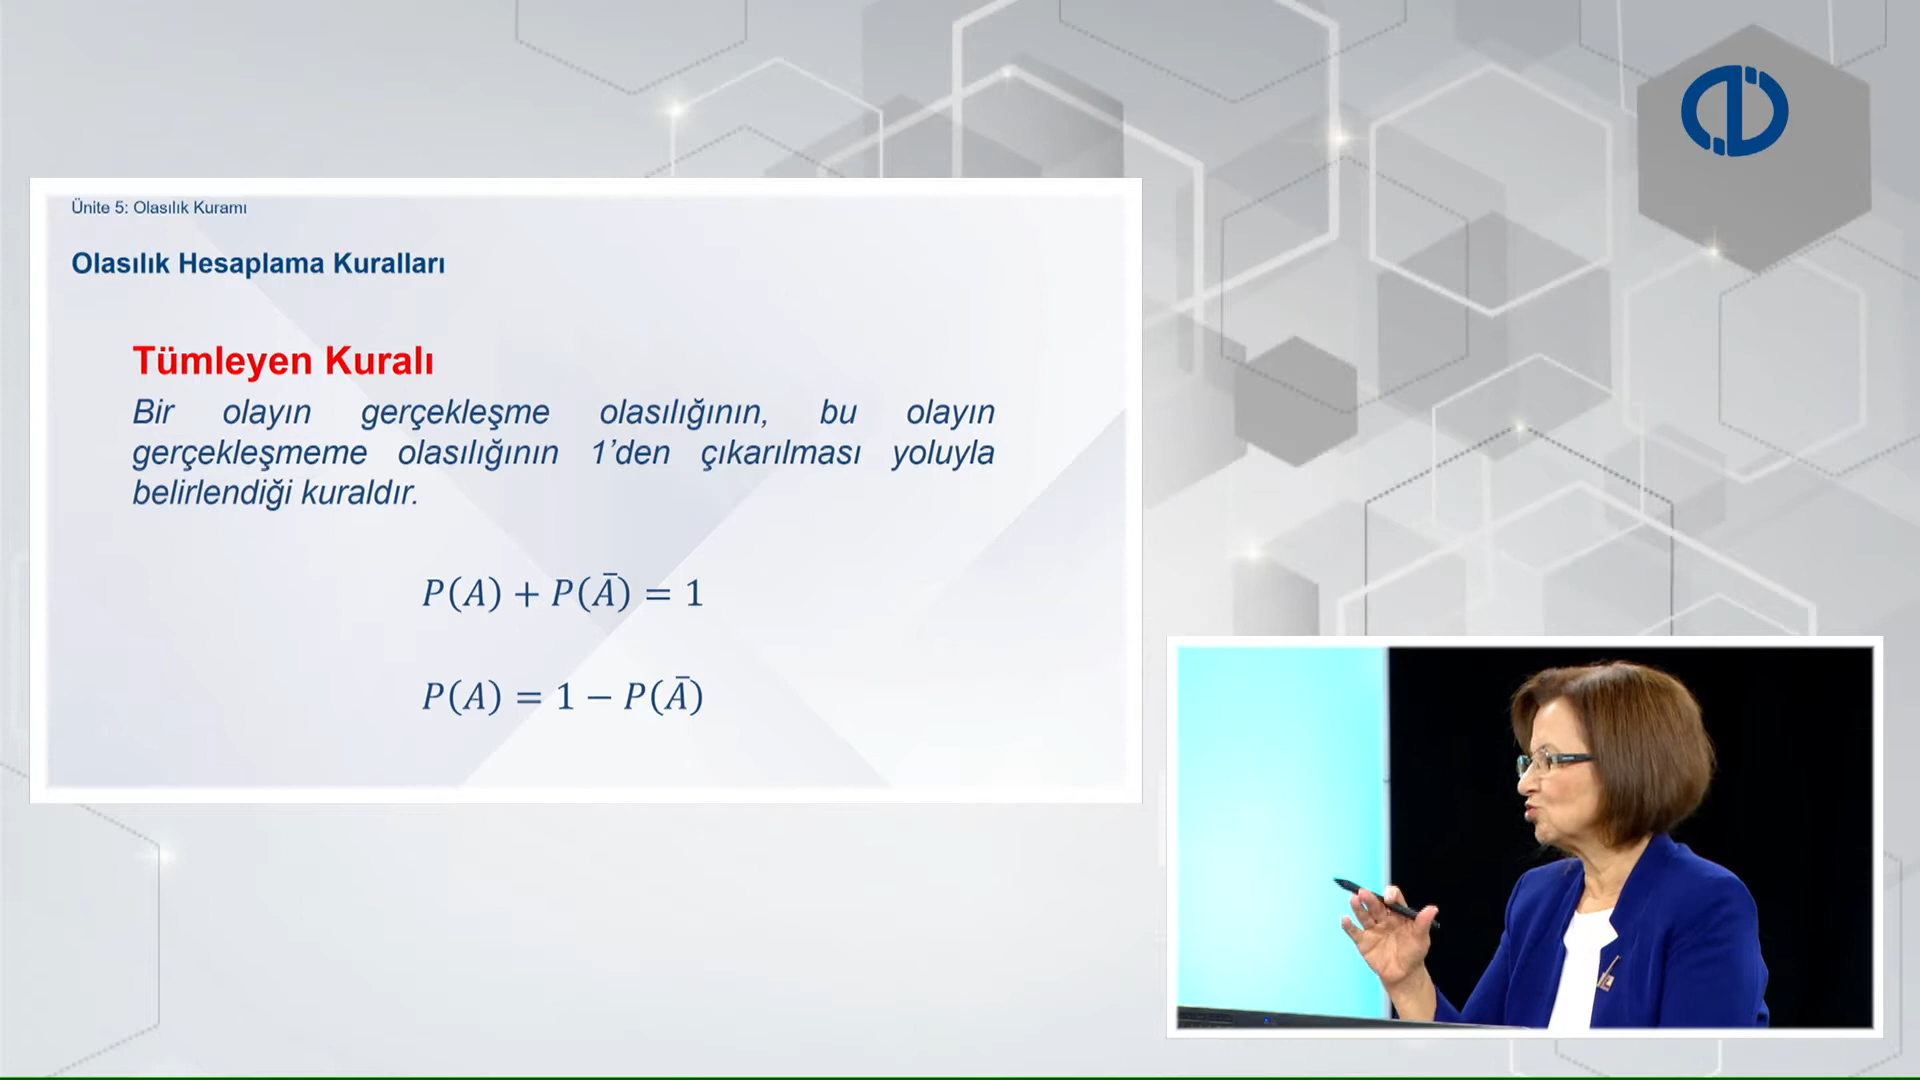 Ünite 5: Olasılık Kuramı
Olasılık Hesaplama Kuralları
Tümleyen Kuralı
Bir olayın gerçekleşme olasılığının, bu olayın
gerçekleşmeme olasılığının 1’den çıkarılması yoluyla
belirlendiği kuraldır.
P(A) + P(Ā) = 1
P(A) = 1 − P(Ā)